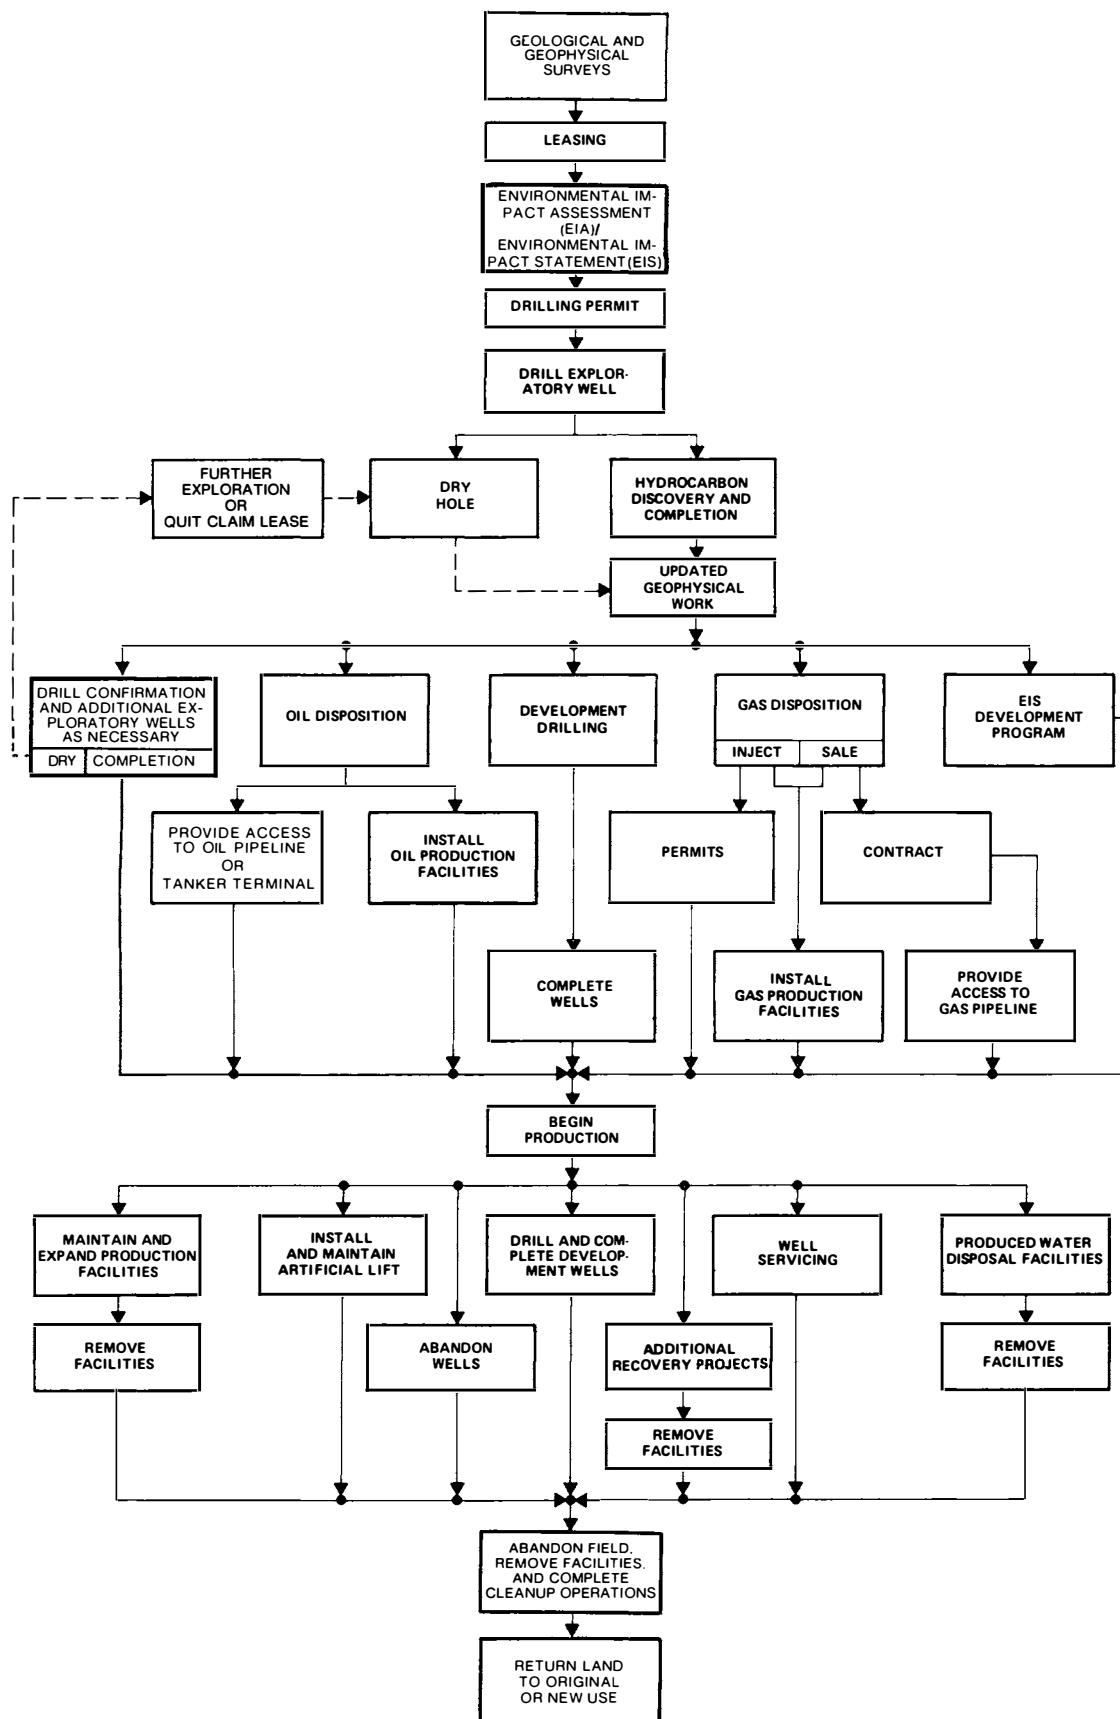 GEOLOGICAL AND
GEOPHYSICAL
SURVEYS
LEASING
ENVIRONMENTAL IM-
PACT ASSESSMENT
(EIA)/
ENVIRONMENTAL IM-
PACT STATEMENT(EIS)
DRILLING PERMIT
DRILL EXPLOR-
ATORY WELL
FURTHER
EXPLORATION
OR
QUIT CLAIM LEASE
DRY
HOLE
HYDROCARBON
DISCOVERY AND
COMPLETION
UPDATED
GEOPHYSICAL
WORK
DRILL CONFIRMATION
AND ADDITIONAL EX-
PLORATORY WELLS
AS NECESSARY
DRY
COMPLETION
OIL DISPOSITION
DEVELOPMENT
DRILLING
GAS DISPOSITION
INJECT
SALE
EIS
DEVELOPMENT
PROGRAM
PROVIDE ACCESS
TO OIL PIPELINE
OR
TANKER TERMINAL
INSTALL
OIL PRODUCTION
FACILITIES
PERMITS
CONTRACT
COMPLETE
WELLS
INSTALL
GAS PRODUCTION
FACILITIES
PROVIDE
ACCESS TO
GAS PIPELINE
BEGIN
PRODUCTION
MAINTAIN AND
EXPAND PRODUCTION
FACILITIES
INSTALL
AND MAINTAIN
ARTIFICIAL LIFT
DRILL AND COM-
PLETE DEVELOP-
MENT WELLS
WELL
SERVICING
PRODUCED WATER
DISPOSAL FACILITIES
REMOVE
FACILITIES
ABANDON
WELLS
ADDITIONAL
RECOVERY PROJECTS
REMOVE
FACILITIES
REMOVE
FACILITIES
ABANDON FIELD,
REMOVE FACILITIES,
AND COMPLETE
CLEANUP OPERATIONS
RETURN LAND
TO ORIGINAL
OR NEW USE